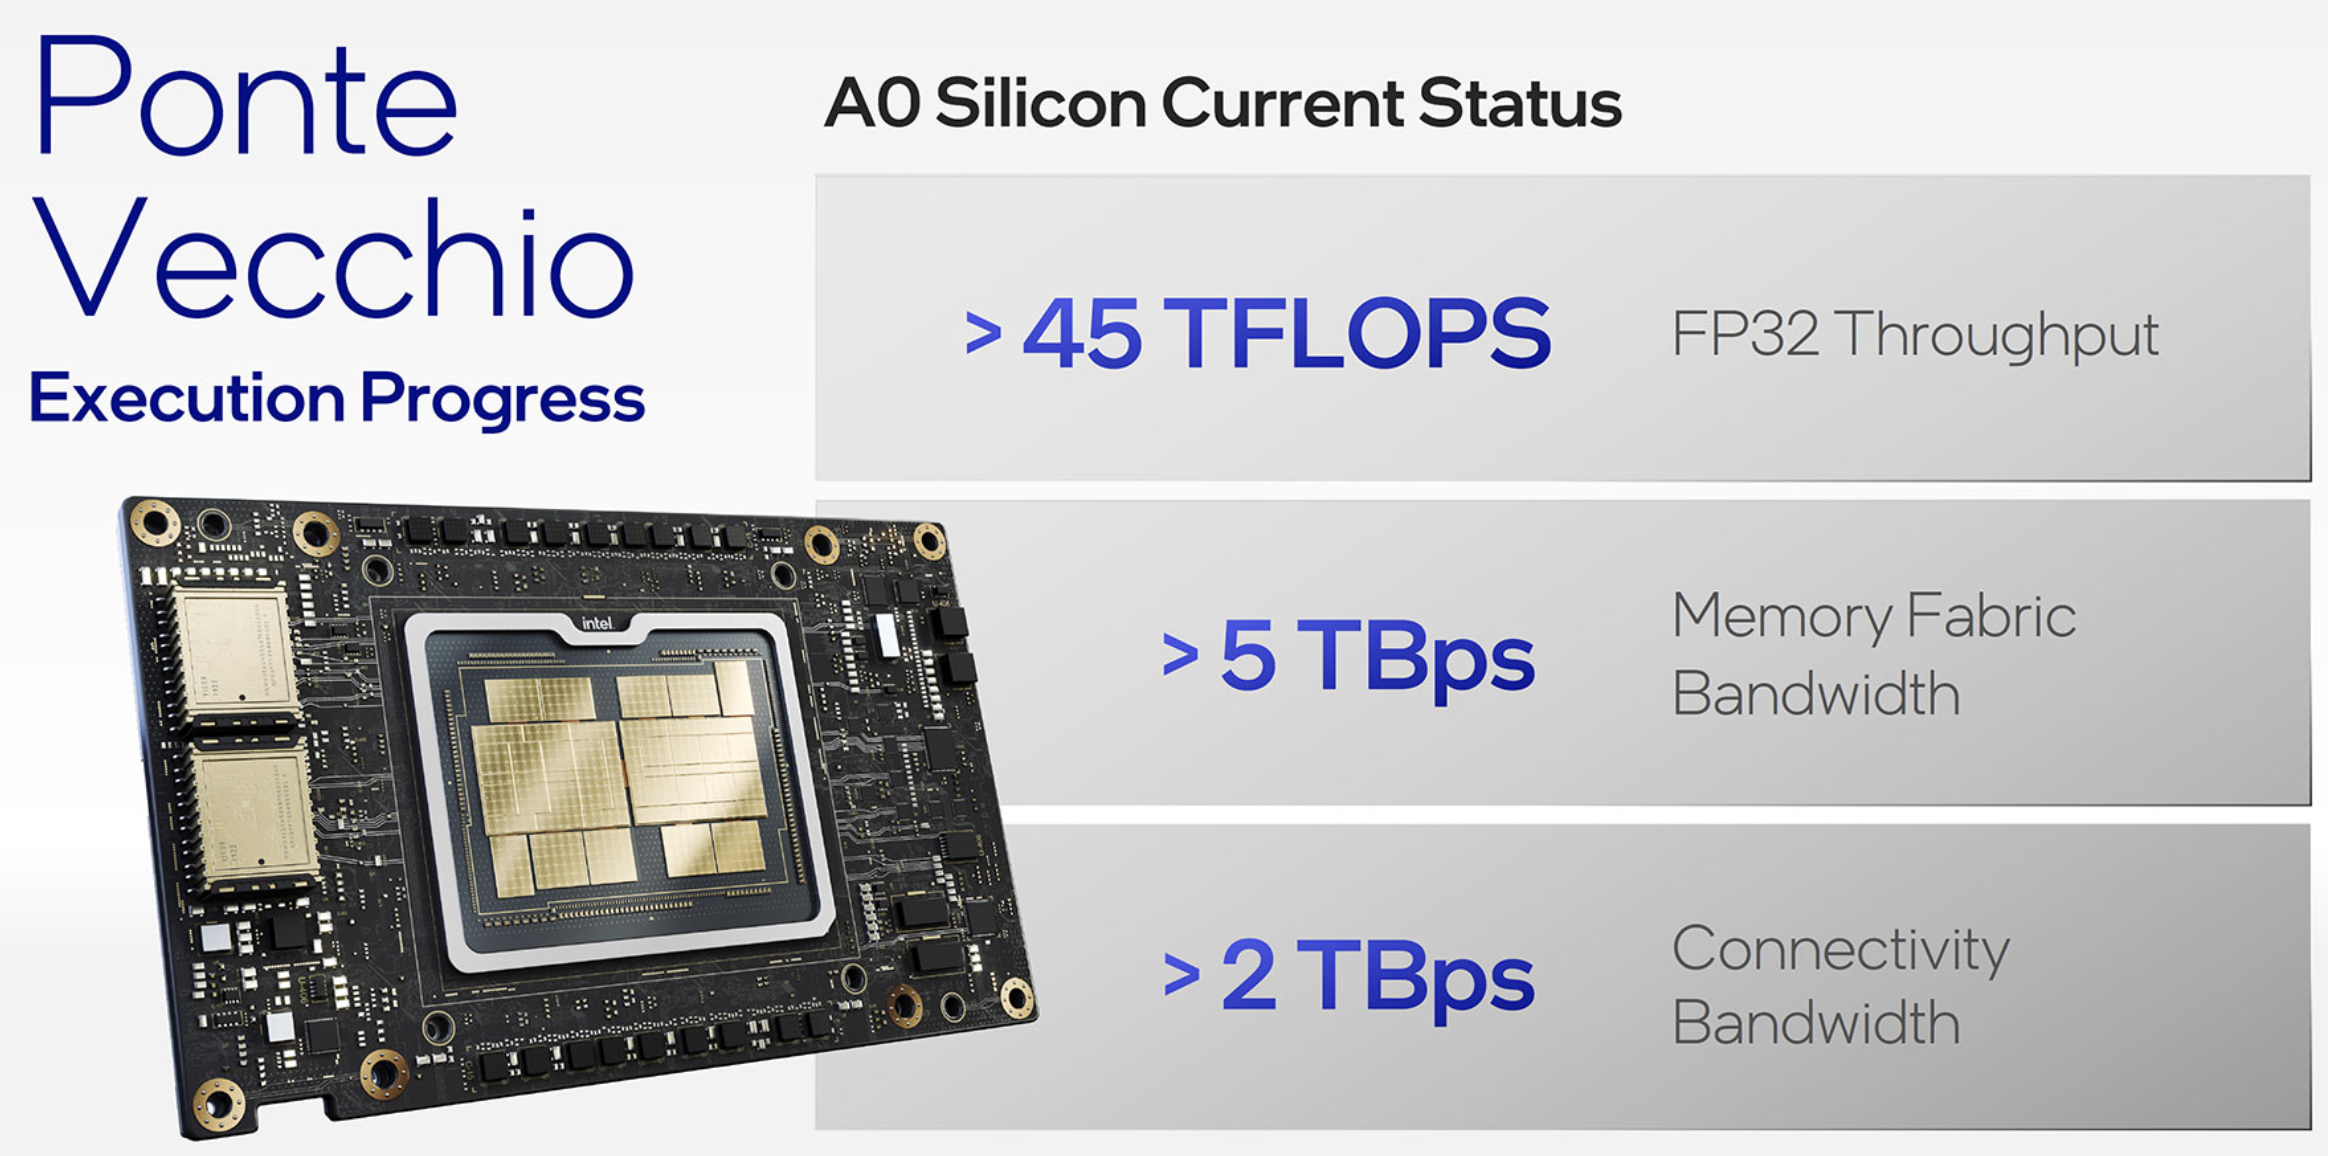 Ponte
Vecchio
Execution Progress
A0 Silicon Current Status
> 45 TFLOPS
FP32 Throughput
> 5 TBps
Memory Fabric
Bandwidth
> 2 TBps
Connectivity
Bandwidth
intel